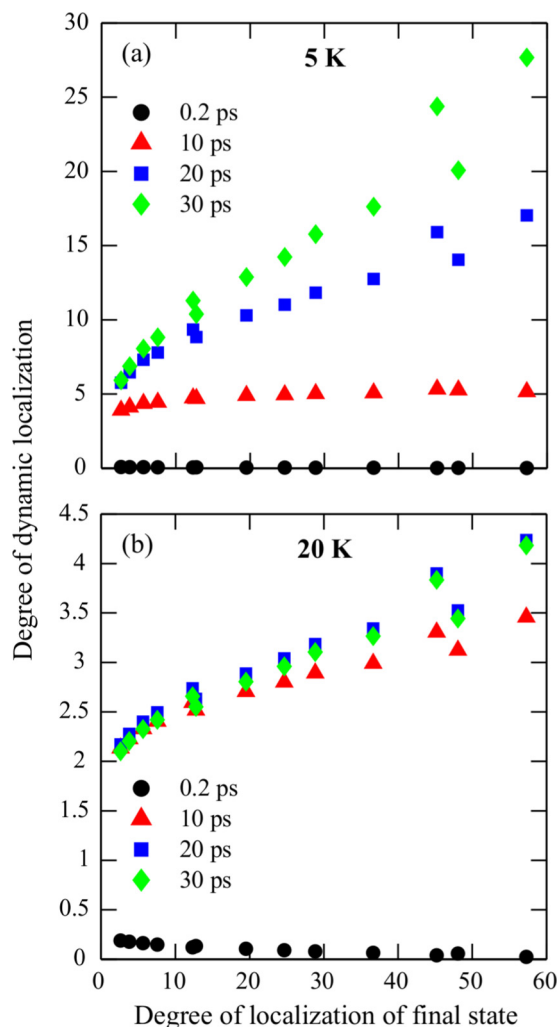 30
(a)
5 K
25
0.2 ps
10 ps
20 ps
30 ps
20
15
10
5
0
Degree of dynamic localization
4.5
(b)
20 K
4
3.5
3
2.5
2
1.5
0.2 ps
10 ps
20 ps
30 ps
1
0.5
0
0 10 20 30 40 50 60
Degree of localization of final state